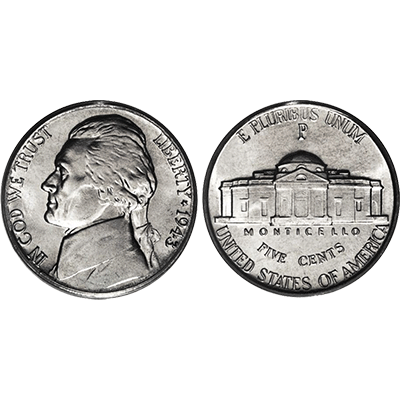 IN GOD WE TRUST
LIBERTY ★ 1943
E PLURIBUS UNUM
P
MONTICELLO
FIVE CENTS
UNITED STATES OF AMERICA